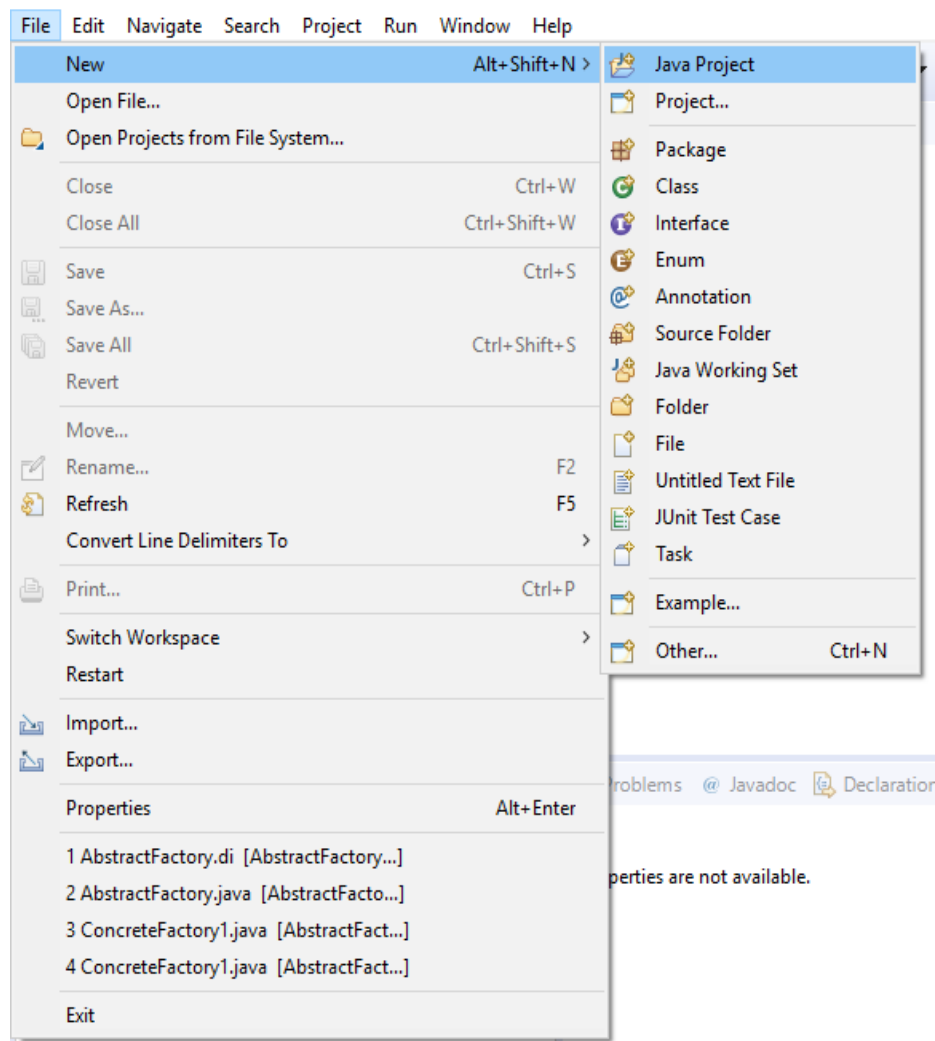 File Edit Navigate Search Project Run Window Help
New Alt+Shift+N >
Open File...
Open Projects from File System...
Close Ctrl+W
Close All Ctrl+Shift+W
Save Ctrl+S
Save As...
Save All Ctrl+Shift+S
Revert
Move...
Rename... F2
Refresh F5
Convert Line Delimiters To >
Print... Ctrl+P
Switch Workspace >
Restart
Import...
Export...
Properties Alt+Enter
1 AbstractFactory.di [AbstractFactory...]
2 AbstractFactory.java [AbstractFacto...]
3 ConcreteFactory1.java [AbstractFact...]
4 ConcreteFactory1.java [AbstractFact...]
Exit
Java Project
Project...
Package
Class
Interface
Enum
Annotation
Source Folder
Java Working Set
Folder
File
Untitled Text File
JUnit Test Case
Task
Example...
Other... Ctrl+N
Problems @ Javadoc Declaration
perties are not available.